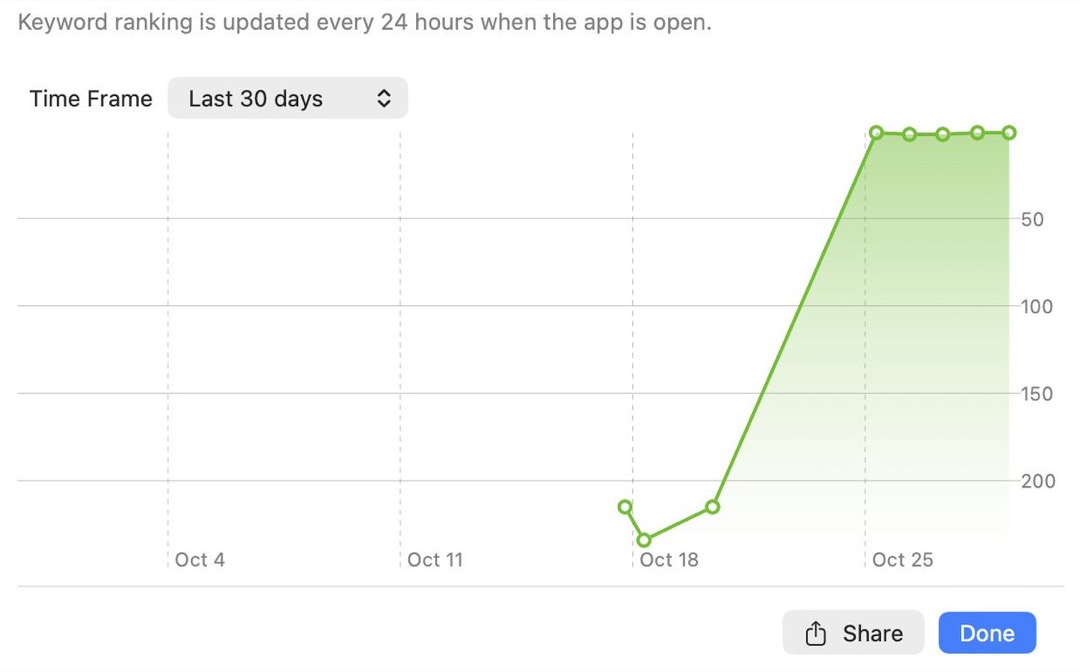 Keyword ranking is updated every 24 hours when the app is open.
Time Frame Last 30 days
50
100
150
200
Oct 4 Oct 11 Oct 18 Oct 25
Share Done